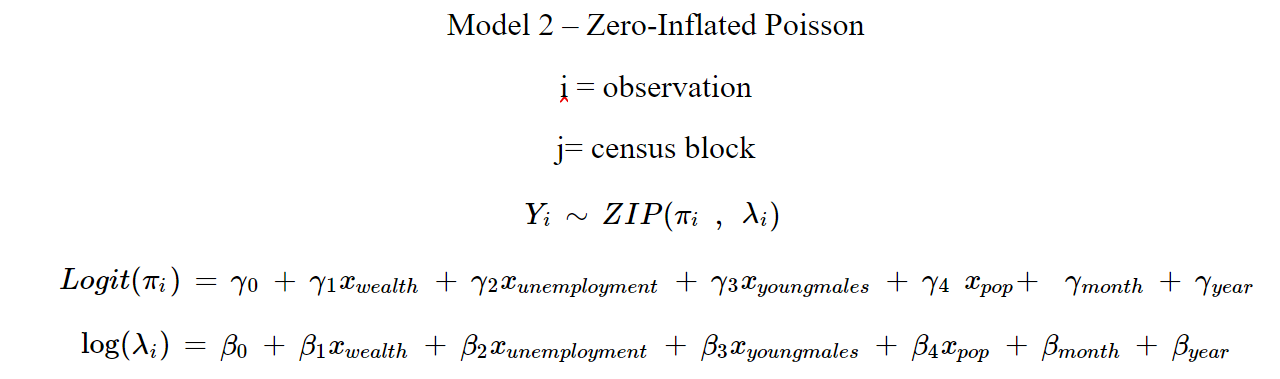 Model 2 – Zero-Inflated Poisson
i = observation
j= census block
Yᵢ ~ ZIP(πᵢ , λᵢ)
Logit(πᵢ) = γ₀ + γ₁x_wealth + γ₂x_unemployment + γ₃x_youngmales + γ₄ x_pop+ γ_month + γ_year
log(λᵢ) = β₀ + β₁x_wealth + β₂x_unemployment + β₃x_youngmales + β₄x_pop + β_month + β_year